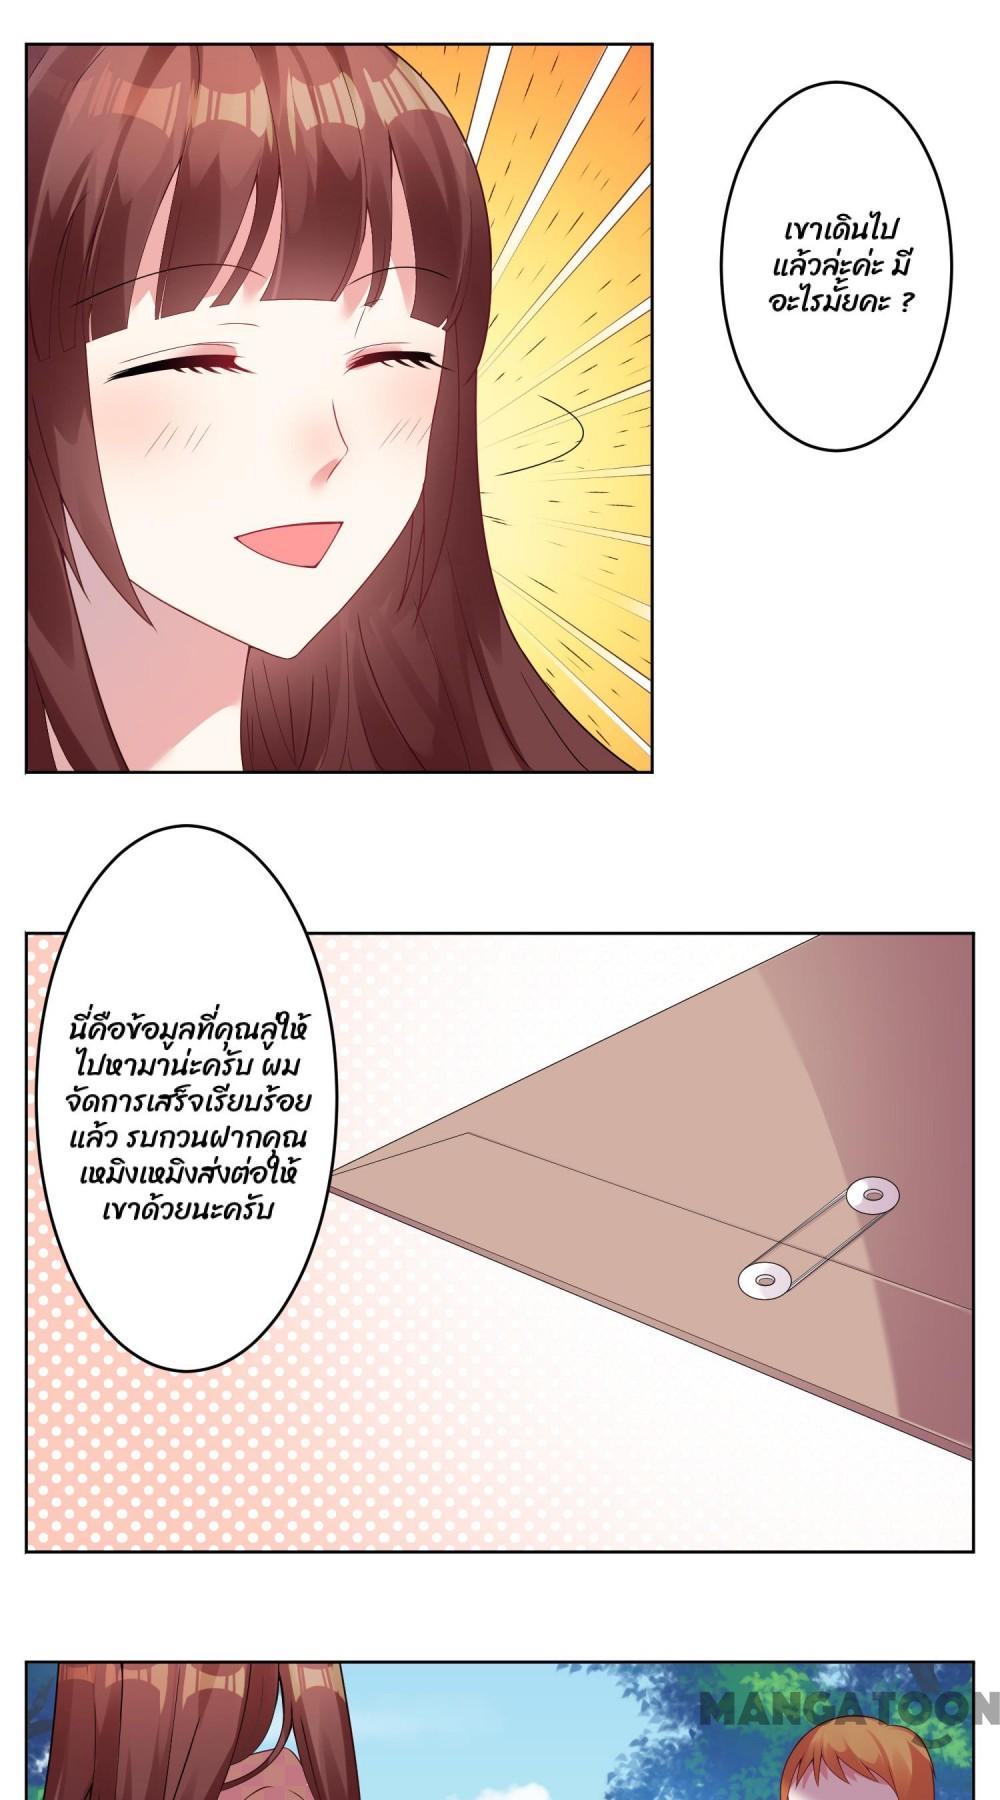 เขาเดินไป
แล้วล่ะค่ะ มี
อะไรมั้ยคะ ?
นี่คือข้อมูลที่คุณลู่ให้
ไปหามาน่ะครับ ผม
จัดการเสร็จเรียบร้อย
แล้ว รบกวนฝากคุณ
เหมิงเหมิงส่งต่อให้
เขาด้วยนะครับ
MANGATOON